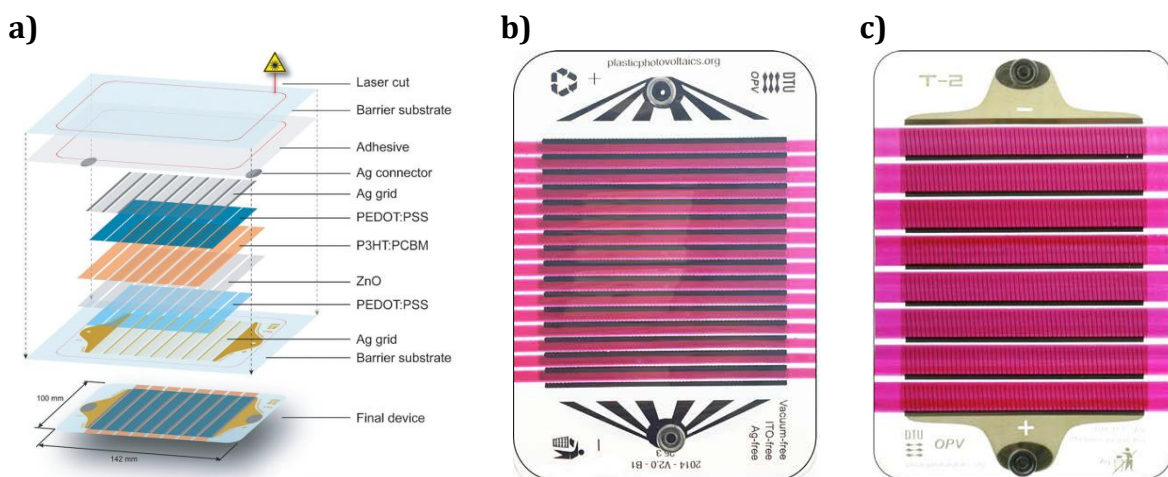 a)
Laser cut
Barrier substrate
Adhesive
Ag connector
Ag grid
PEDOT:PSS
P3HT:PCBM
ZnO
PEDOT:PSS
Ag grid
Barrier substrate
Final device
100 mm
142 mm
b)
plasticphotovoltaics.org
+
OPV
DTU
–
Vacuum-free
ITO-free
Ag-free
26.3
2014 - V2.0 - B1
c)
T-2
–
+
DTU
OPV